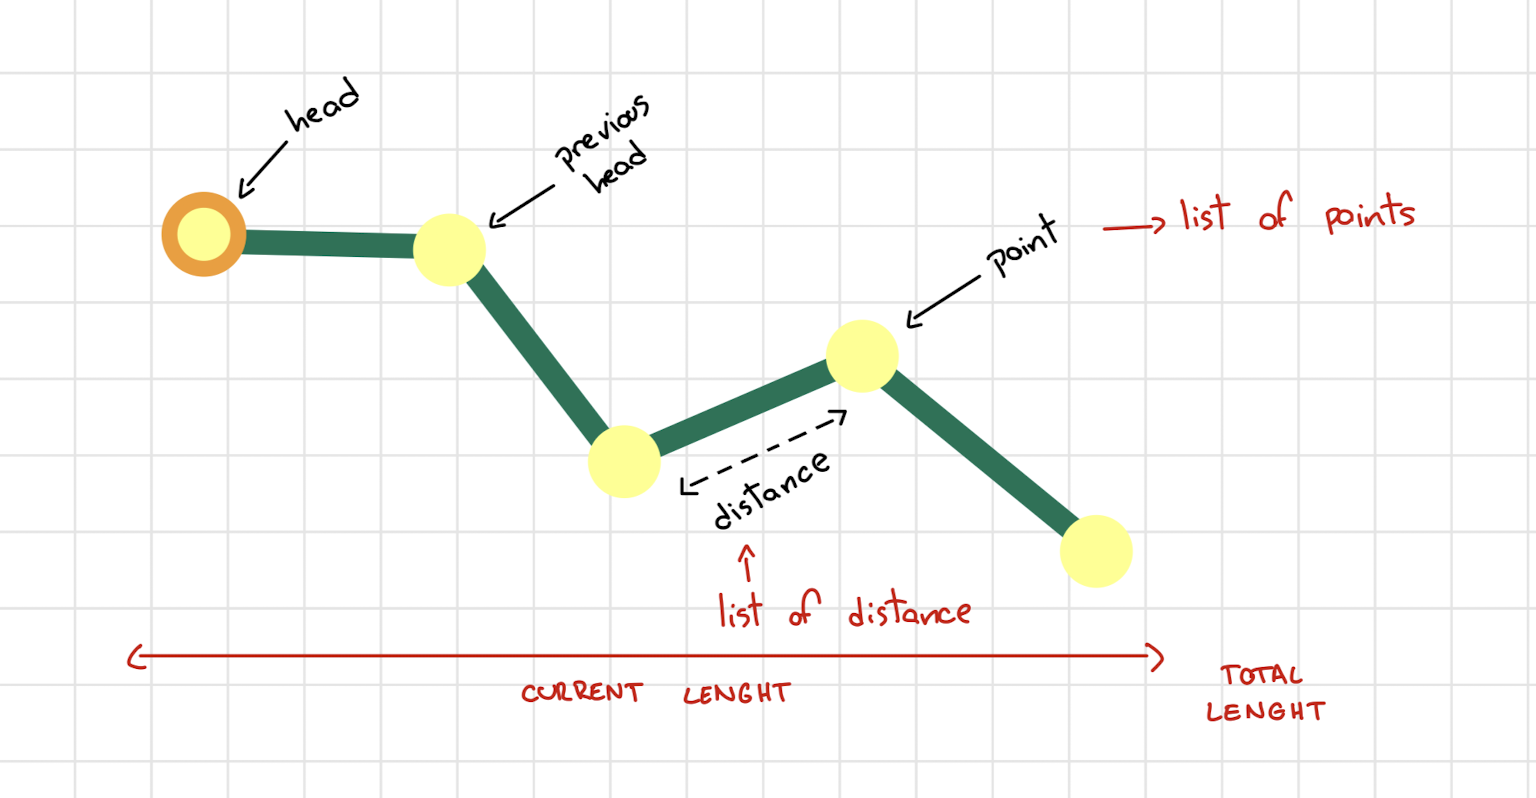 head
previous
head
point
list of points
distance
list of distance
CURRENT LENGHT
TOTAL
LENGHT